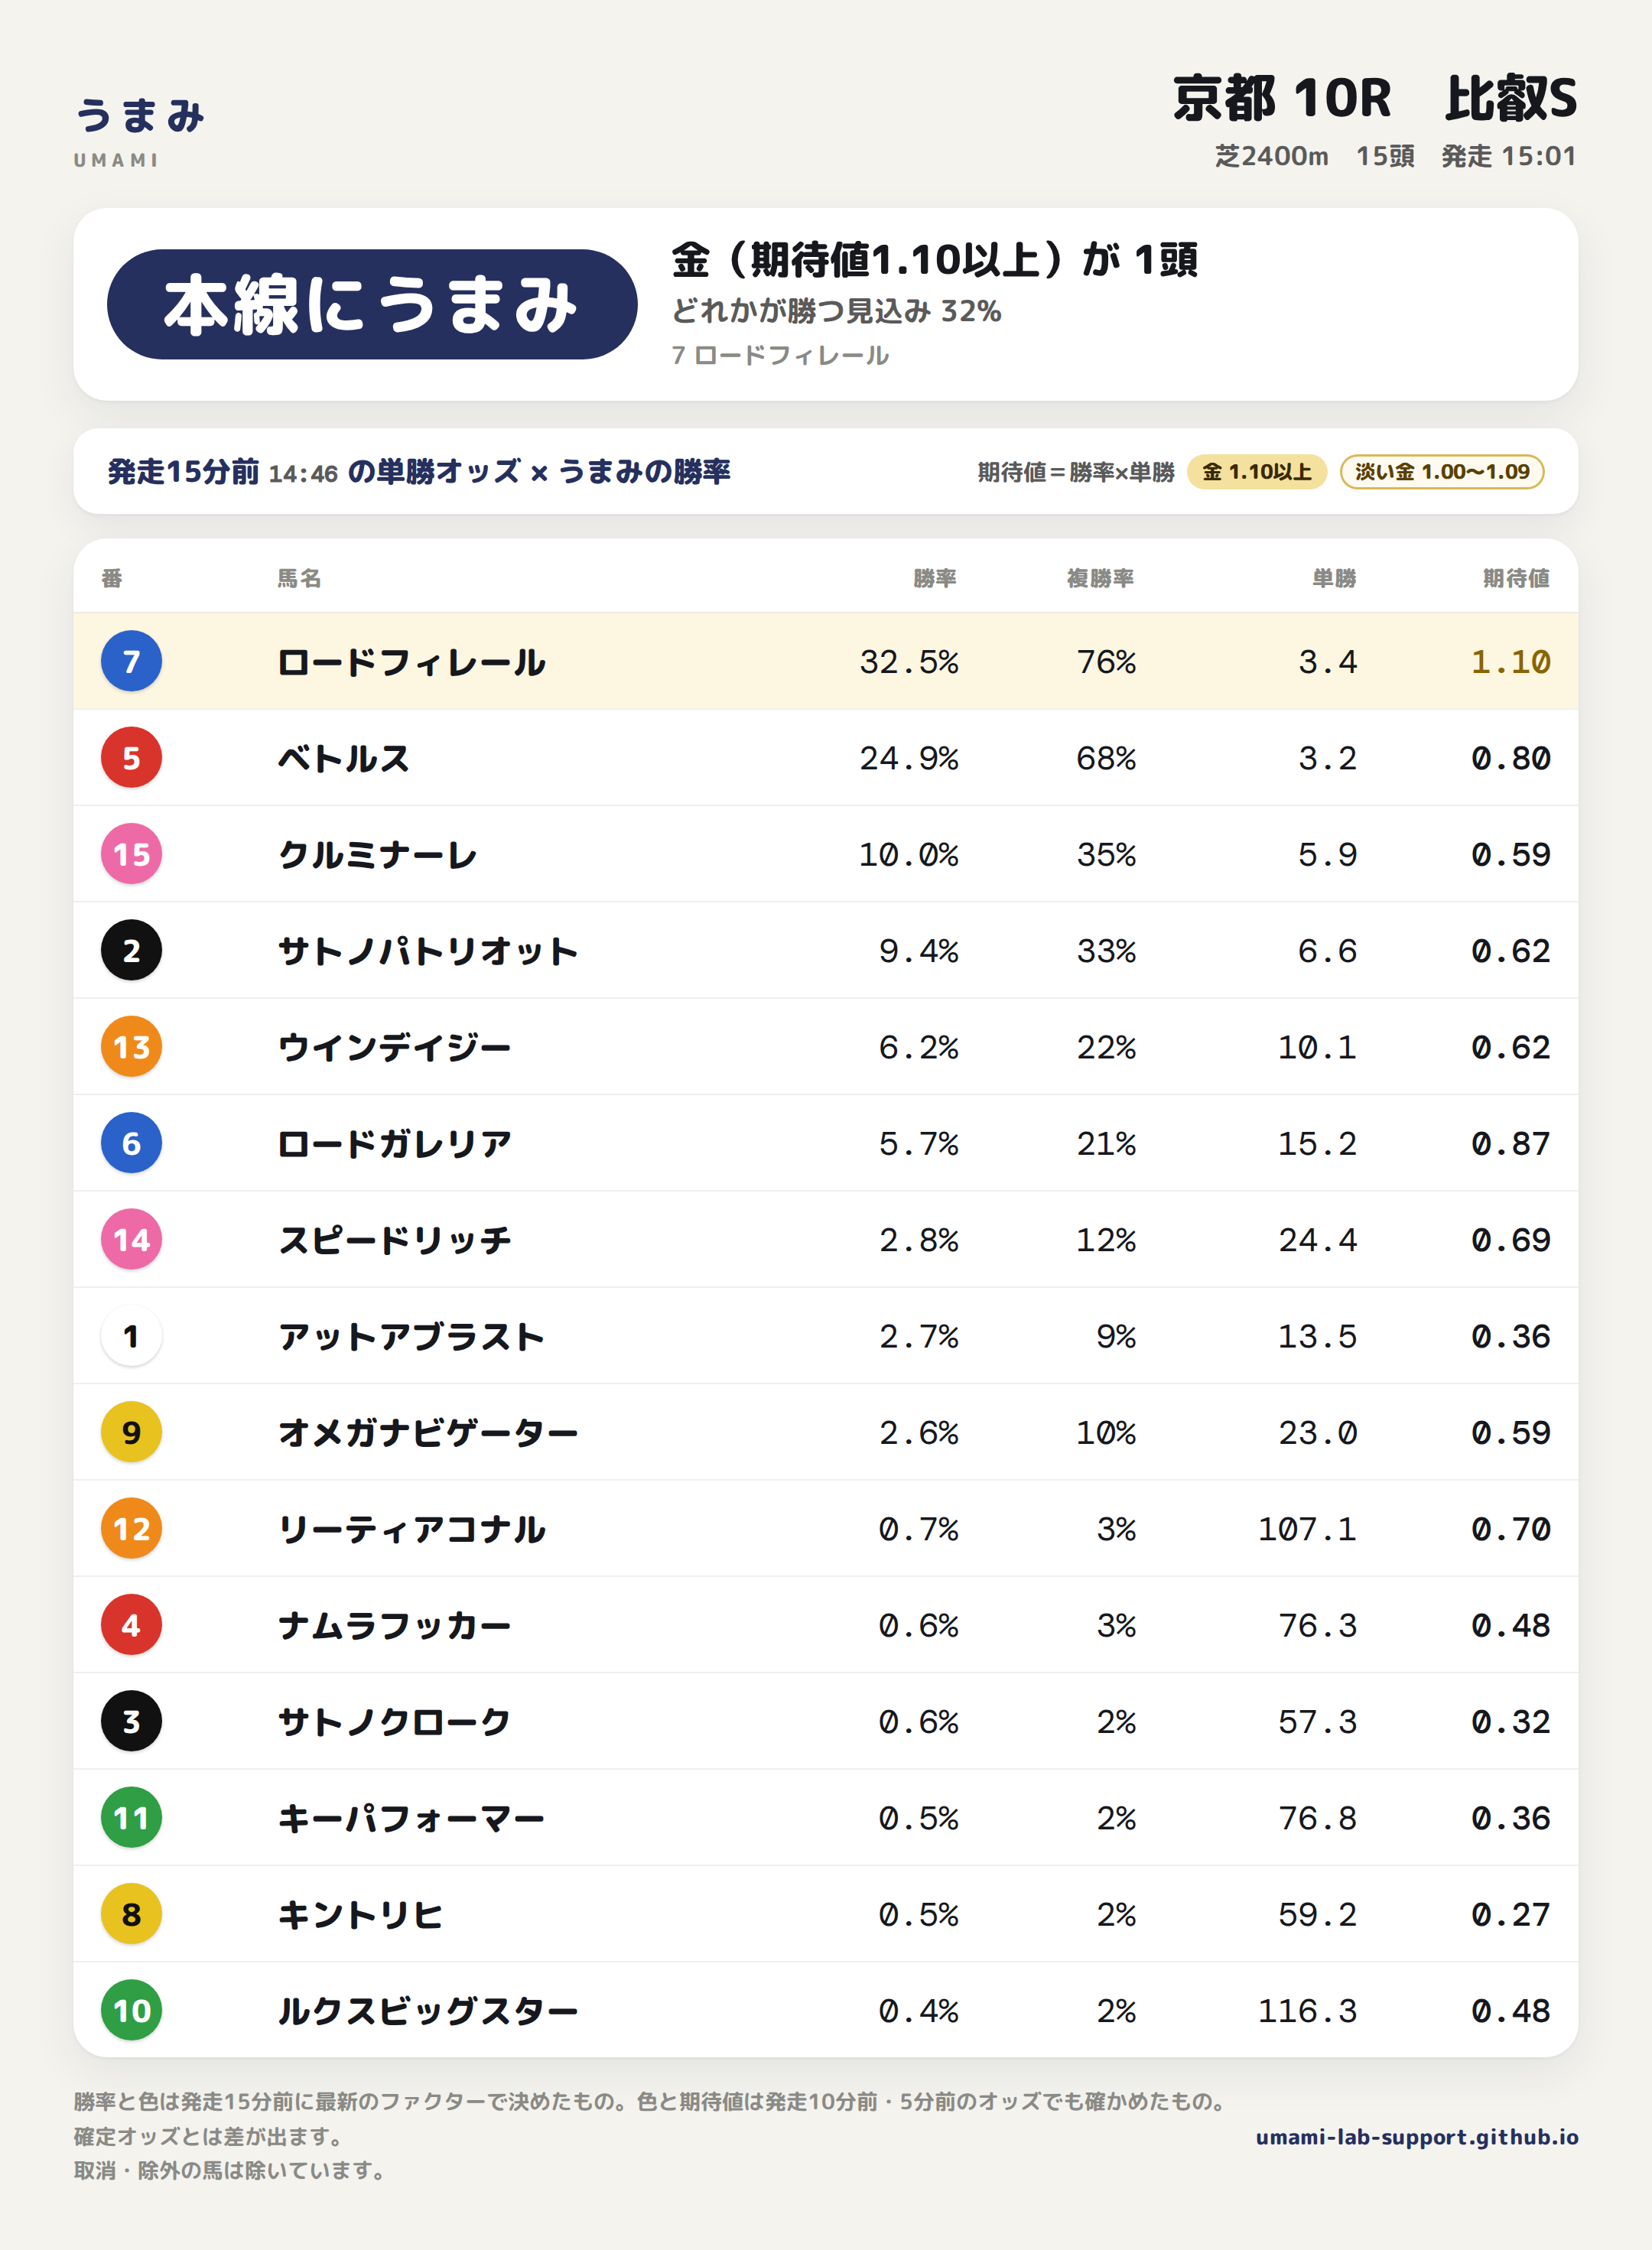 うまみ
UMAMI
京都 10R 比叡S
芝2400m 15頭 発走 15:01
本線にうまみ
金（期待値1.10以上）が 1頭
どれかが勝つ見込み 32%
7 ロードフィレール
発走15分前 14:46 の単勝オッズ × うまみの勝率
期待値＝勝率×単勝 金 1.10以上 淡い金 1.00〜1.09
番 馬名 勝率 複勝率 単勝 期待値
7 ロードフィレール 32.5% 76% 3.4 1.10
5 ベトルス 24.9% 68% 3.2 0.80
15 クルミナーレ 10.0% 35% 5.9 0.59
2 サトノパトリオット 9.4% 33% 6.6 0.62
13 ウインデイジー 6.2% 22% 10.1 0.62
6 ロードガレリア 5.7% 21% 15.2 0.87
14 スピードリッチ 2.8% 12% 24.4 0.69
1 アットアブラスト 2.7% 9% 13.5 0.36
9 オメガナビゲーター 2.6% 10% 23.0 0.59
12 リーティアコナル 0.7% 3% 107.1 0.70
4 ナムラフッカー 0.6% 3% 76.3 0.48
3 サトノクローク 0.6% 2% 57.3 0.32
11 キーパフォーマー 0.5% 2% 76.8 0.36
8 キントリヒ 0.5% 2% 59.2 0.27
10 ルクスビッグスター 0.4% 2% 116.3 0.48
勝率と色は発走15分前に最新のファクターで決めたもの。色と期待値は発走10分前・5分前のオッズでも確かめたもの。
確定オッズとは差が出ます。
取消・除外の馬は除いています。
umami-lab-support.github.io